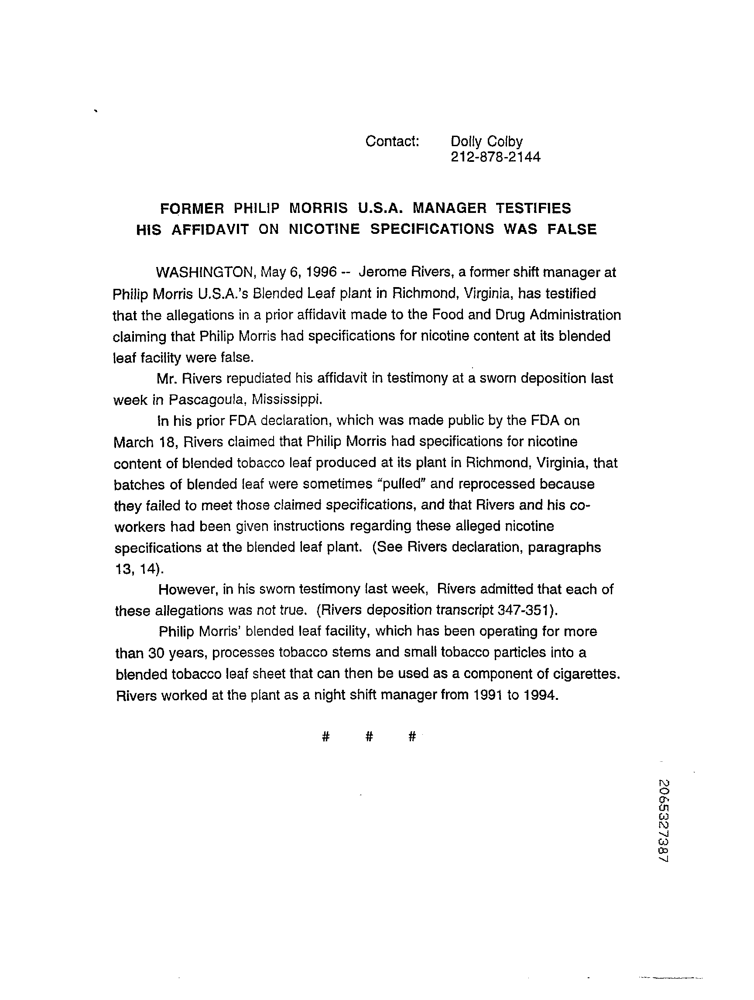 Contact: Dolly Colby
212-878-2144
FORMER PHILIP MORRIS U.S.A. MANAGER TESTIFIES
HIS AFFIDAVIT ON NICOTINE SPECIFICATIONS WAS FALSE
WASHINGTON, May 6, 1996 -- Jerome Rivers, a former shift manager at
Philip Morris U.S.A.'s Blended Leaf plant in Richmond, Virginia, has testified
that the allegations in a prior affidavit made to the Food and Drug Administration
claiming that Philip Morris had specifications for nicotine content at its blended
leaf facility were false.
Mr. Rivers repudiated his affidavit in testimony at a sworn deposition last
week in Pascagoula, Mississippi.
In his prior FDA declaration, which was made public by the FDA on
March 18, Rivers claimed that Philip Morris had specifications for nicotine
content of blended tobacco leaf produced at its plant in Richmond, Virginia, that
batches of blended leaf were sometimes "pulled" and reprocessed because
they failed to meet those claimed specifications, and that Rivers and his co-
workers had been given instructions regarding these alleged nicotine
specifications at the blended leaf plant. (See Rivers declaration, paragraphs
13, 14).
However, in his sworn testimony last week, Rivers admitted that each of
these allegations was not true. (Rivers deposition transcript 347-351).
Philip Morris' blended leaf facility, which has been operating for more
than 30 years, processes tobacco stems and small tobacco particles into a
blended tobacco leaf sheet that can then be used as a component of cigarettes.
Rivers worked at the plant as a night shift manager from 1991 to 1994.
# # #
2065327387